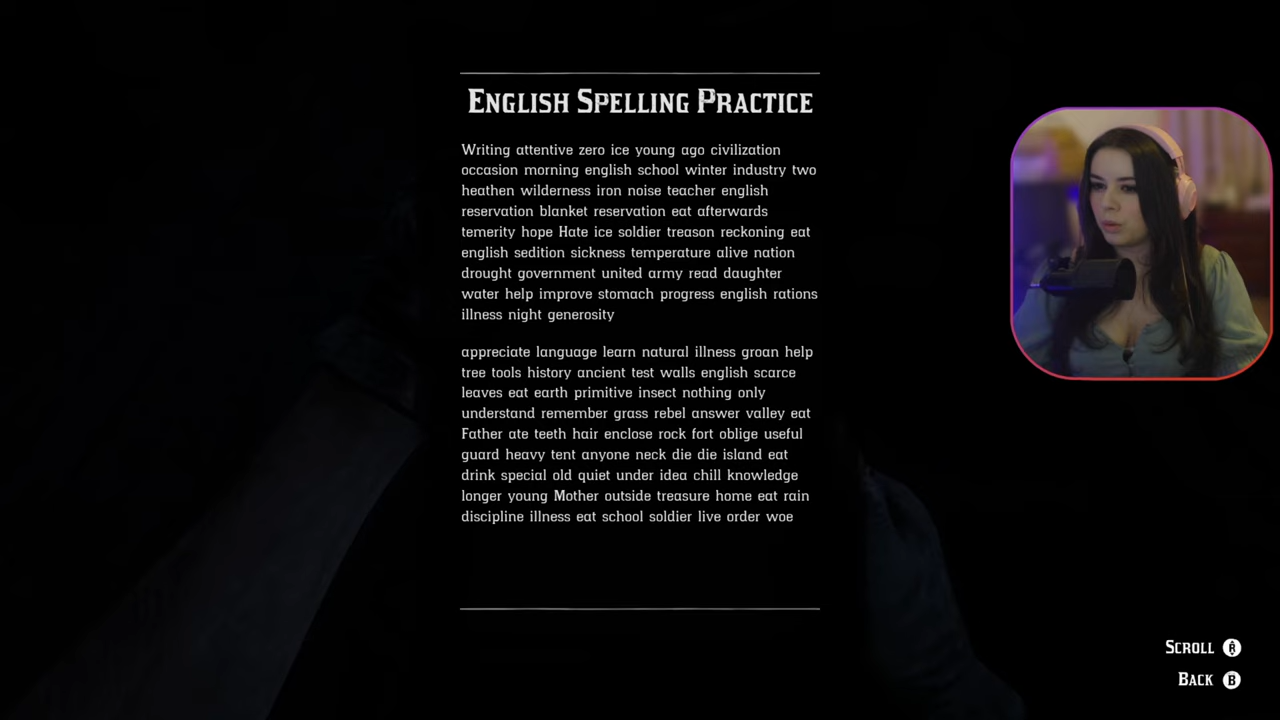 English Spelling Practice
Writing attentive zero ice young ago civilization
occasion morning english school winter industry two
heathen wilderness iron noise teacher english
reservation blanket reservation eat afterwards
temerity hope Hate ice soldier treason reckoning eat
english sedition sickness temperature alive nation
drought government united army read daughter
water help improve stomach progress english rations
illness night generosity
appreciate language learn natural illness groan help
tree tools history ancient test walls english scarce
leaves eat earth primitive insect nothing only
understand remember grass rebel answer valley eat
Father ate teeth hair enclose rock fort oblige useful
guard heavy tent anyone neck die die island eat
drink special old quiet under idea chill knowledge
longer young Mother outside treasure home eat rain
discipline illness eat school soldier live order woe
Scroll R
Back B